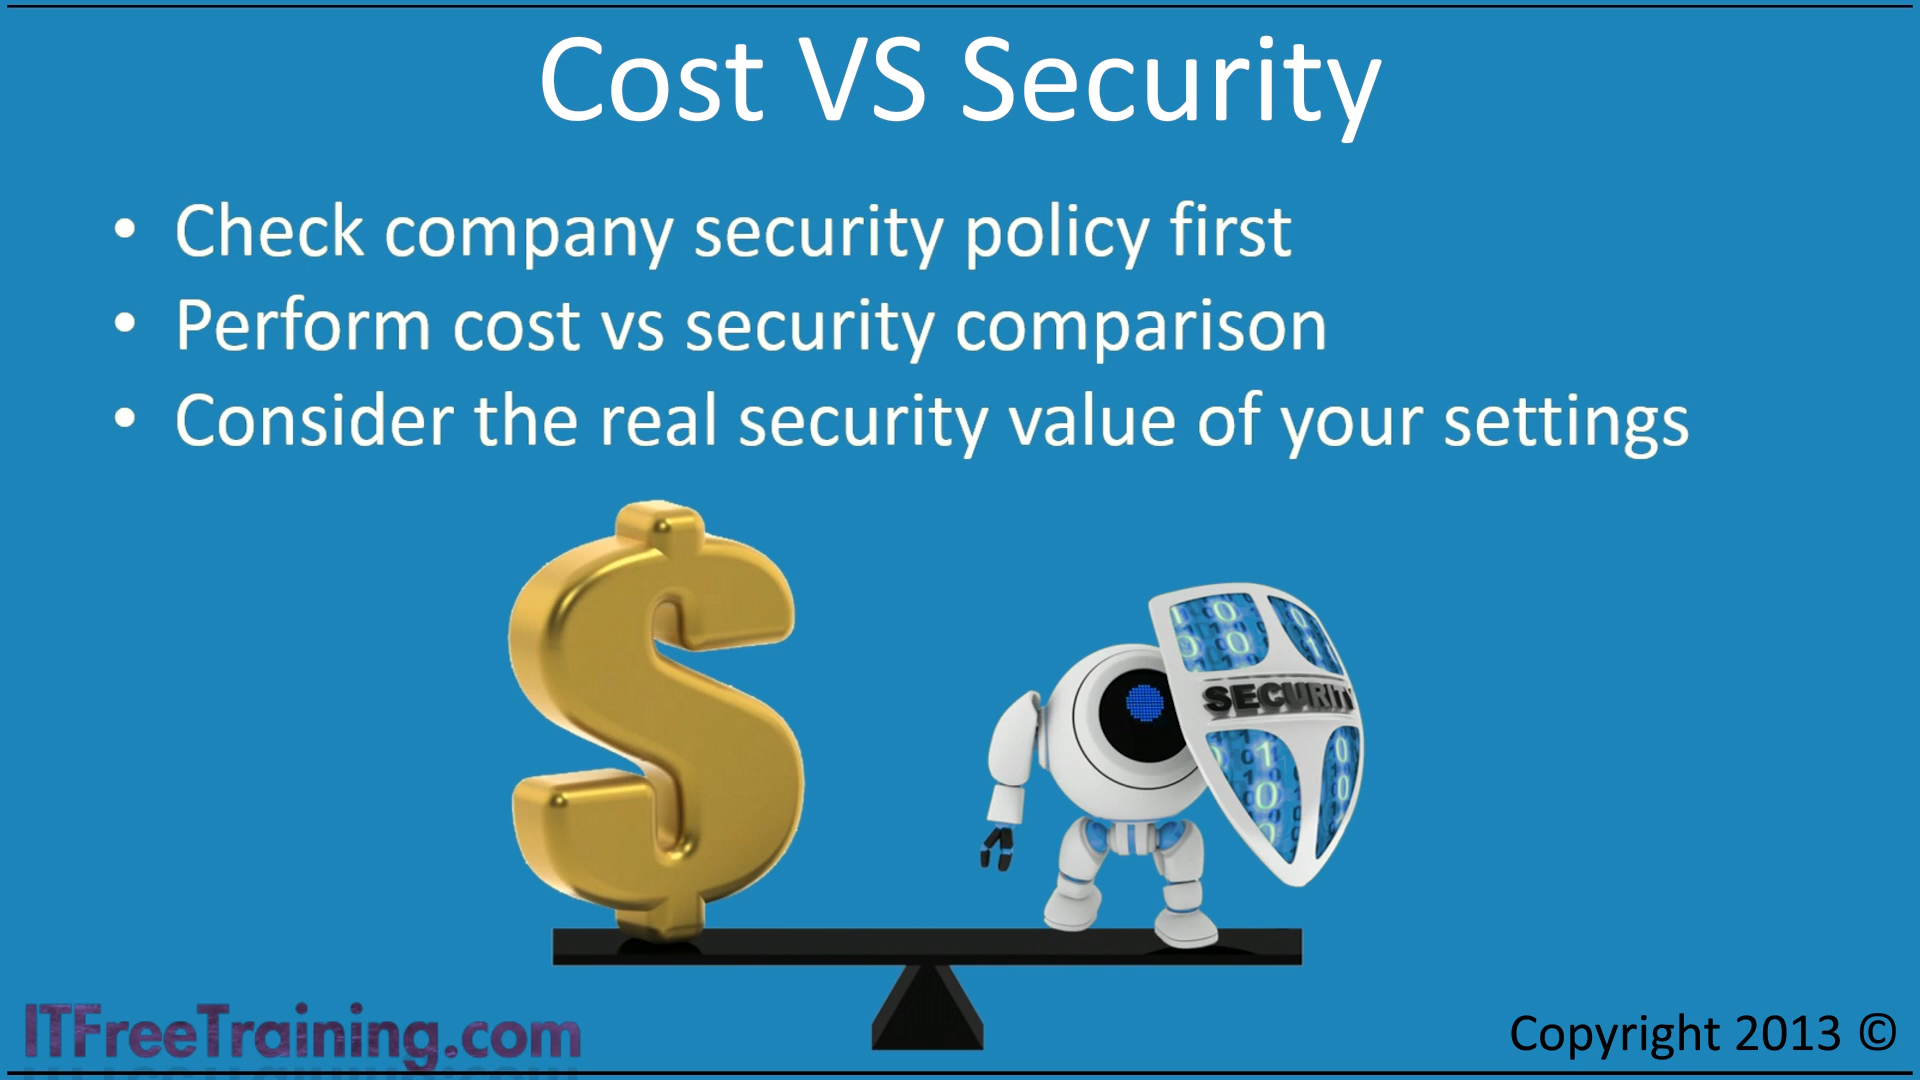 Cost VS Security
• Check company security policy first
• Perform cost vs security comparison
• Consider the real security value of your settings
SECURITY
ITFreeTraining.com
Copyright 2013 ©